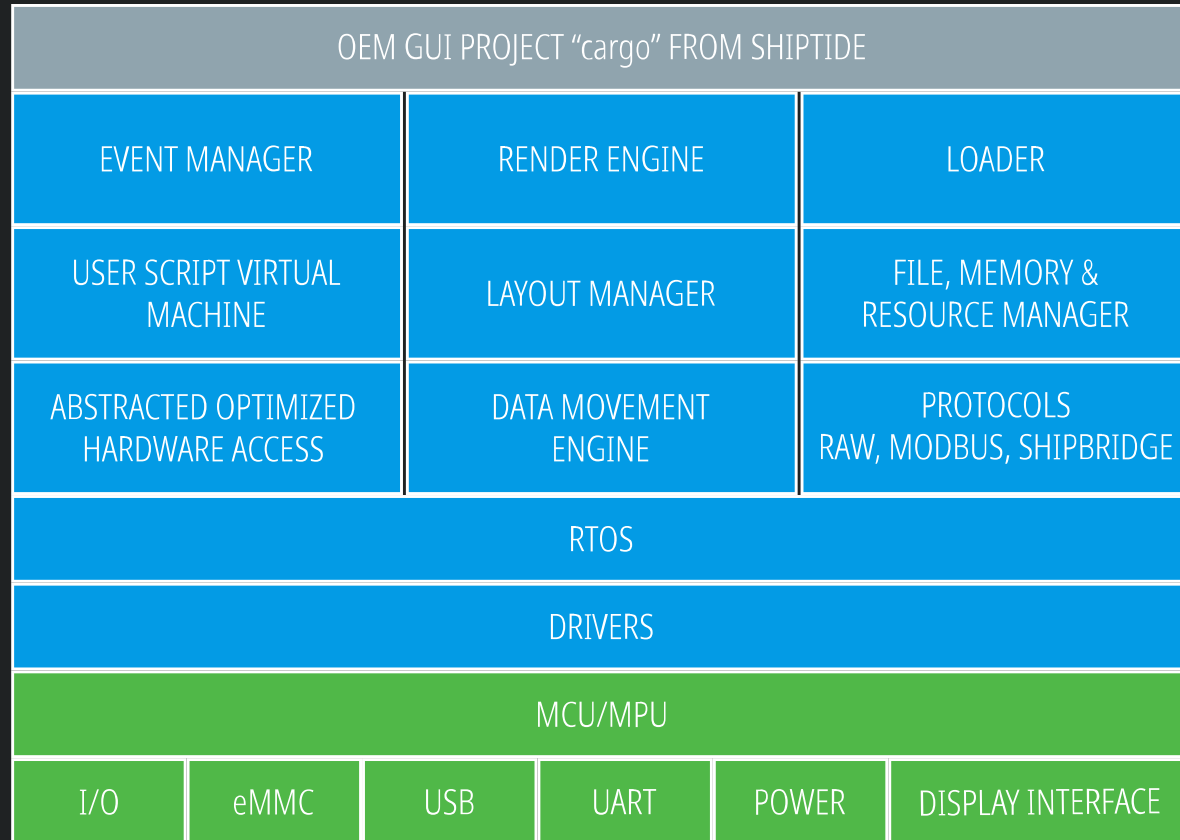 OEM GUI PROJECT “cargo” FROM SHIPTIDE
EVENT MANAGER
RENDER ENGINE
LOADER
USER SCRIPT VIRTUAL
MACHINE
LAYOUT MANAGER
FILE, MEMORY &
RESOURCE MANAGER
ABSTRACTED OPTIMIZED
HARDWARE ACCESS
DATA MOVEMENT
ENGINE
PROTOCOLS
RAW, MODBUS, SHIPBRIDGE
RTOS
DRIVERS
MCU/MPU
I/O
eMMC
USB
UART
POWER
DISPLAY INTERFACE